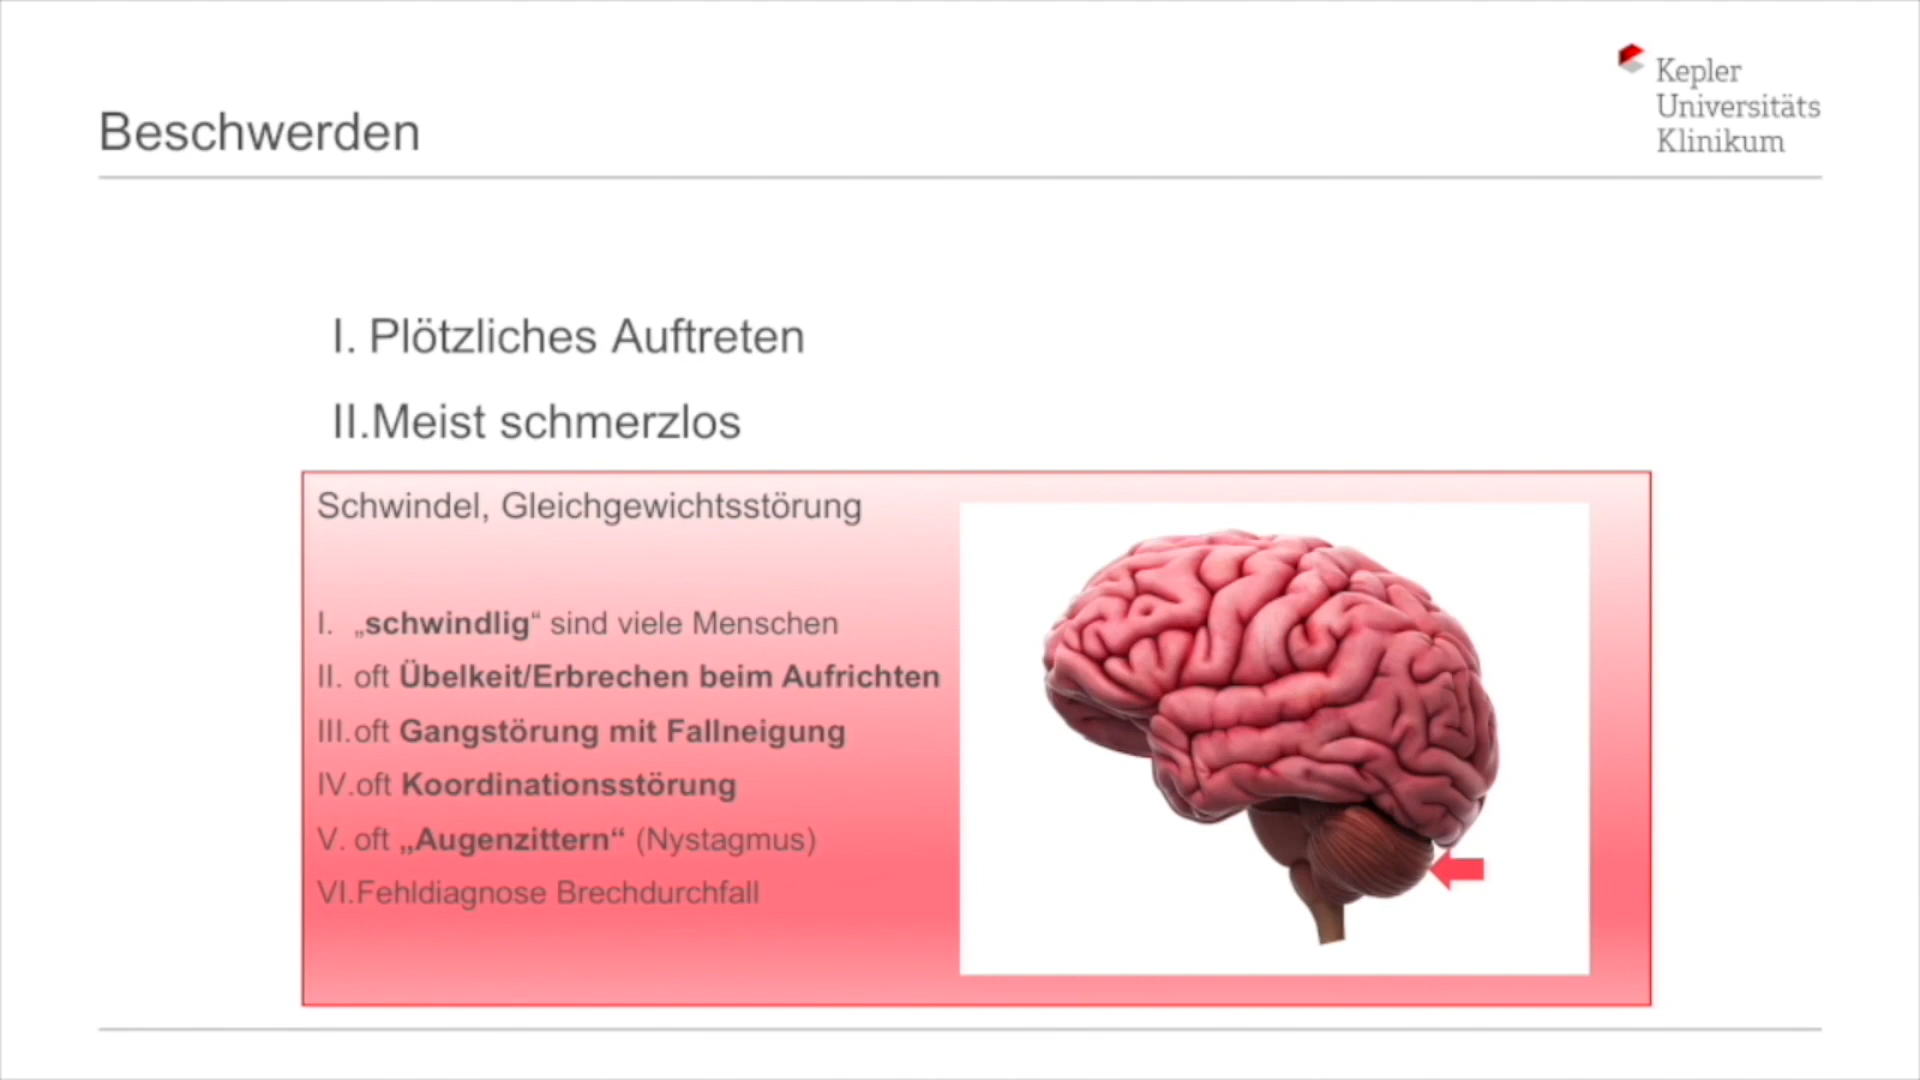 Kepler
Universitäts
Klinikum
Beschwerden
I. Plötzliches Auftreten
II.Meist schmerzlos
Schwindel, Gleichgewichtsstörung
I. „schwindlig“ sind viele Menschen
II. oft Übelkeit/Erbrechen beim Aufrichten
III.oft Gangstörung mit Fallneigung
IV.oft Koordinationsstörung
V. oft „Augenzittern“ (Nystagmus)
VI.Fehldiagnose Brechdurchfall